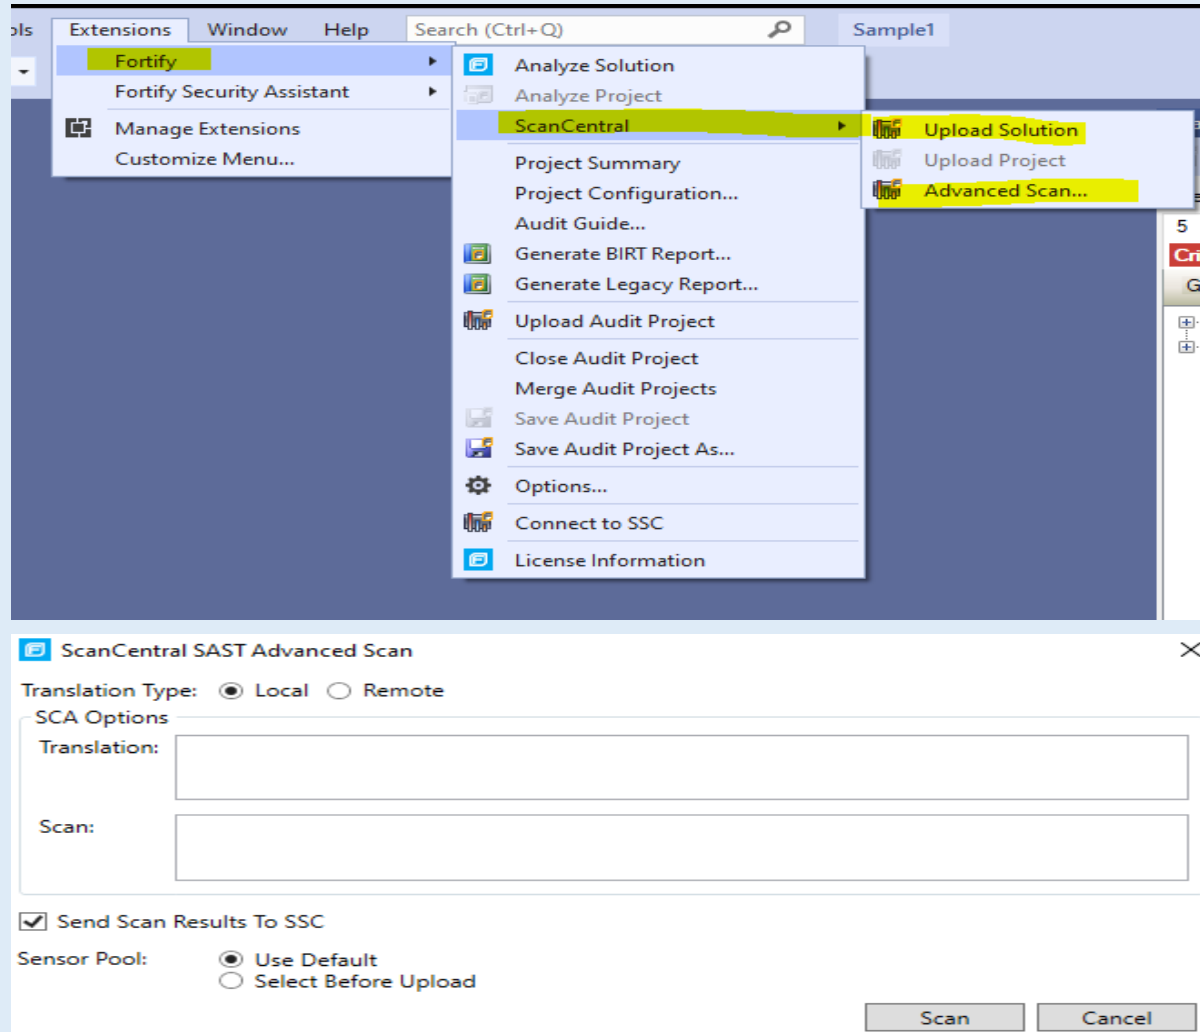 Extensions Window Help Search (Ctrl+Q) Sample1
Fortify
Fortify Security Assistant
Manage Extensions
Customize Menu...
Analyze Solution
Analyze Project
ScanCentral
Project Summary
Project Configuration...
Audit Guide...
Generate BIRT Report...
Generate Legacy Report...
Upload Audit Project
Close Audit Project
Merge Audit Projects
Save Audit Project
Save Audit Project As...
Options...
Connect to SSC
License Information
Upload Solution
Upload Project
Advanced Scan...
5
ScanCentral SAST Advanced Scan
Translation Type: Local Remote
SCA Options
Translation:
Scan:
Send Scan Results To SSC
Sensor Pool: Use Default
Select Before Upload
Scan Cancel